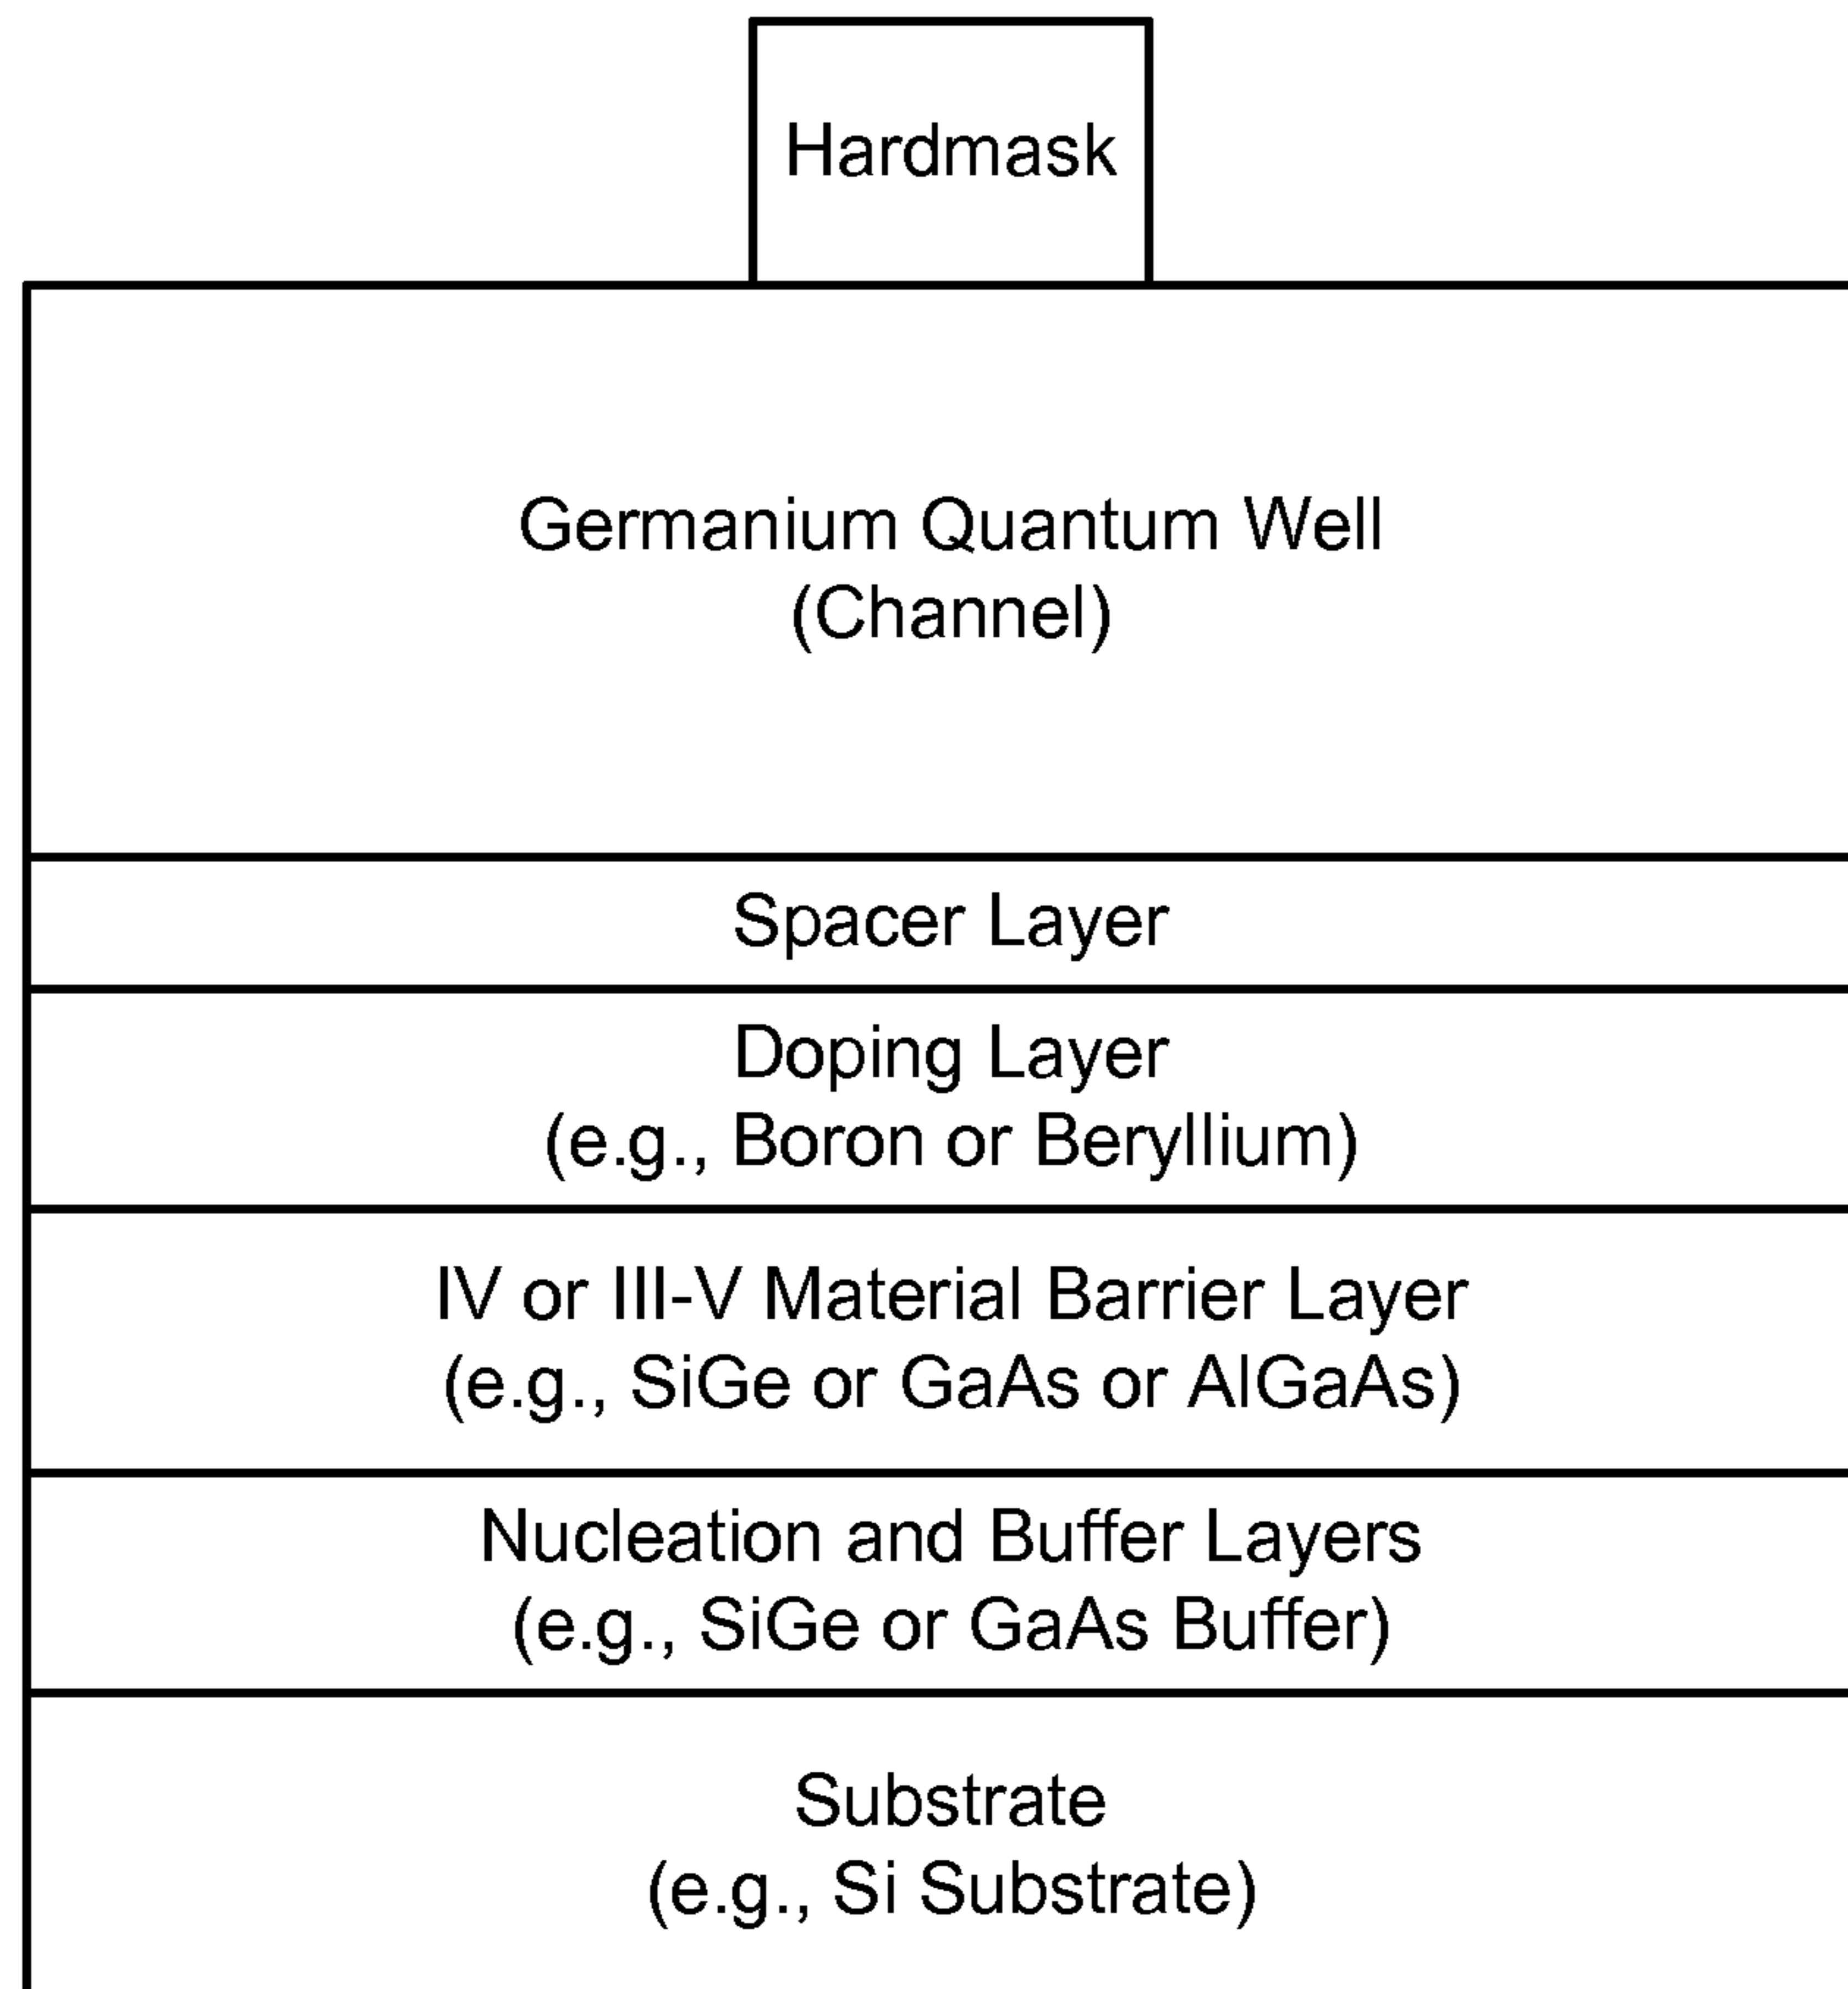 Hardmask
Germanium Quantum Well
(Channel)
Spacer Layer
Doping Layer
(e.g., Boron or Beryllium)
IV or III-V Material Barrier Layer
(e.g., SiGe or GaAs or AlGaAs)
Nucleation and Buffer Layers
(e.g., SiGe or GaAs Buffer)
Substrate
(e.g., Si Substrate)